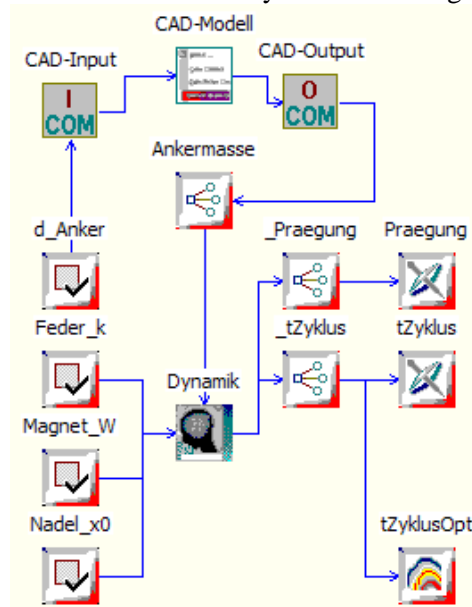 CAD-Modell
CAD-Input
CAD-Output
I
COM
O
COM
Ankermasse
d_Anker
_Praegung
Praegung
Feder_k
_tZyklus
tZyklus
Dynamik
Magnet_W
Nadel_x0
tZyklusOpt